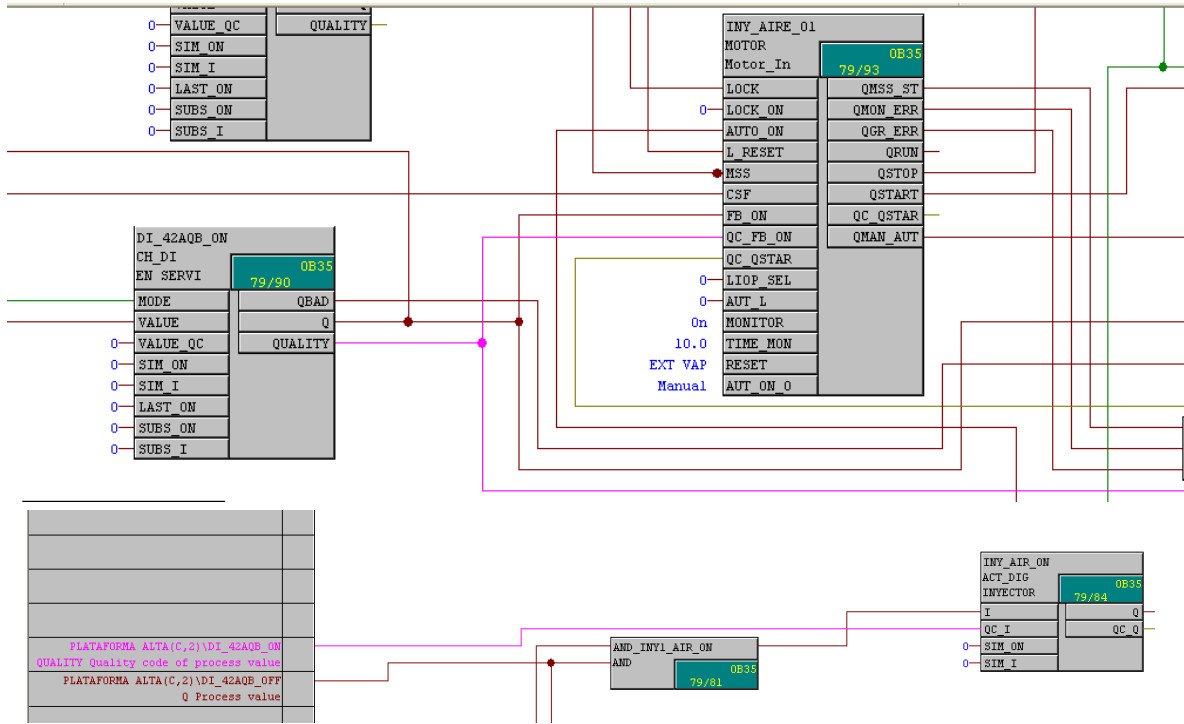 0 VALUE_QC QUALITY
0 SIM_ON
0 SIM_I
0 LAST_ON
0 SUBS_ON
0 SUBS_I
INY_AIRE_01
MOTOR OB35
Motor_In 79/93
LOCK QMSS_ST
0 LOCK_ON QMON_ERR
AUTO_ON QGR_ERR
L_RESET QRUN
MSS QSTOP
CSF QSTART
FB_ON QC_QSTAR
QC_FB_ON QMAN_AUT
QC_QSTAR
0 LIOP_SEL
0 AUT_L
On MONITOR
10.0 TIME_MON
EXT VAP RESET
Manual AUT_ON_O
DI_42AQB_ON
CH_DI OB35
EN SERVI 79/90
MODE QBAD
VALUE Q
0 VALUE_QC QUALITY
0 SIM_ON
0 SIM_I
0 LAST_ON
0 SUBS_ON
0 SUBS_I
PLATAFORMA ALTA(C,2)\DI_42AQB_ON
QUALITY Quality code of process value
PLATAFORMA ALTA(C,2)\DI_42AQB_OFF
Q Process value
AND_INY1_AIR_ON
AND OB35
79/81
INY_AIR_ON
ACT_DIG OB35
INYECTOR 79/84
I Q
QC_I QC_Q
0 SIM_ON
0 SIM_I